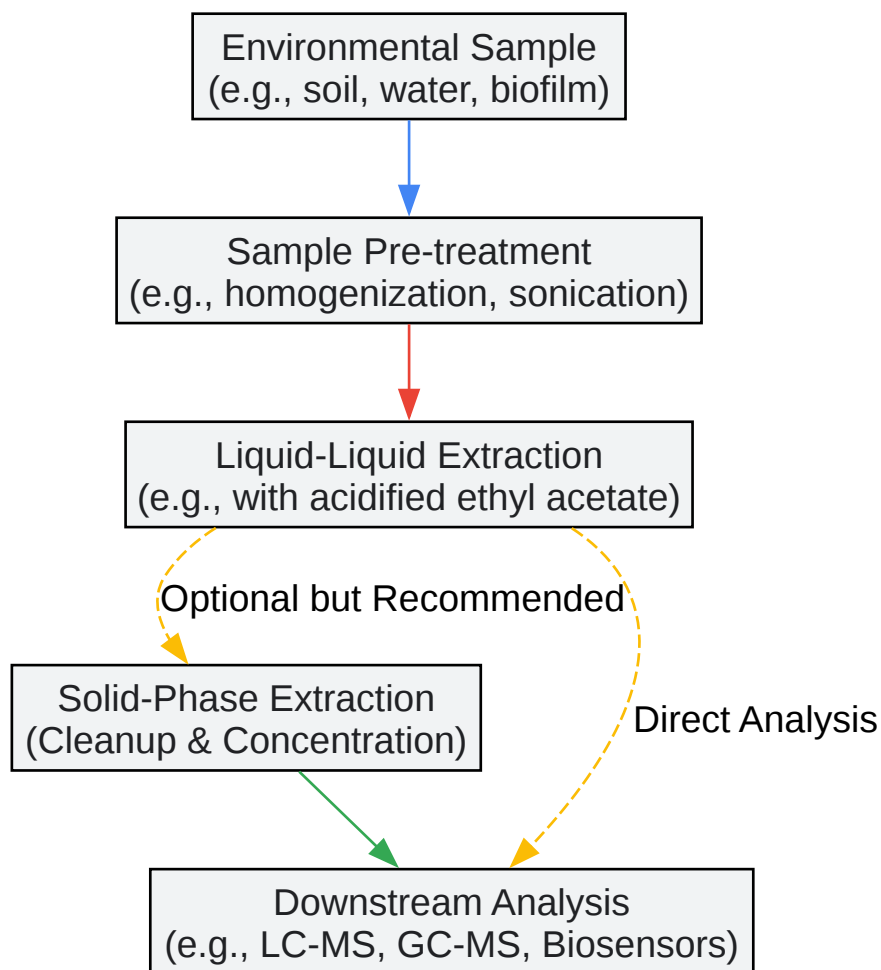 Environmental Sample
(e.g., soil, water, biofilm)
Sample Pre-treatment
(e.g., homogenization, sonication)
Liquid-Liquid Extraction
(e.g., with acidified ethyl acetate)
Optional but Recommended
Solid-Phase Extraction
(Cleanup & Concentration)
Direct Analysis
Downstream Analysis
(e.g., LC-MS, GC-MS, Biosensors)